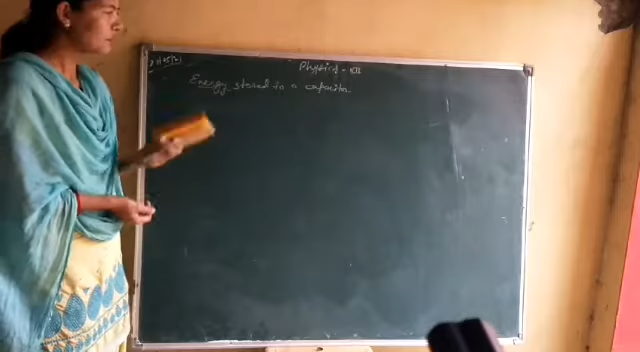 Physics - XII
Energy stored in a capacitor